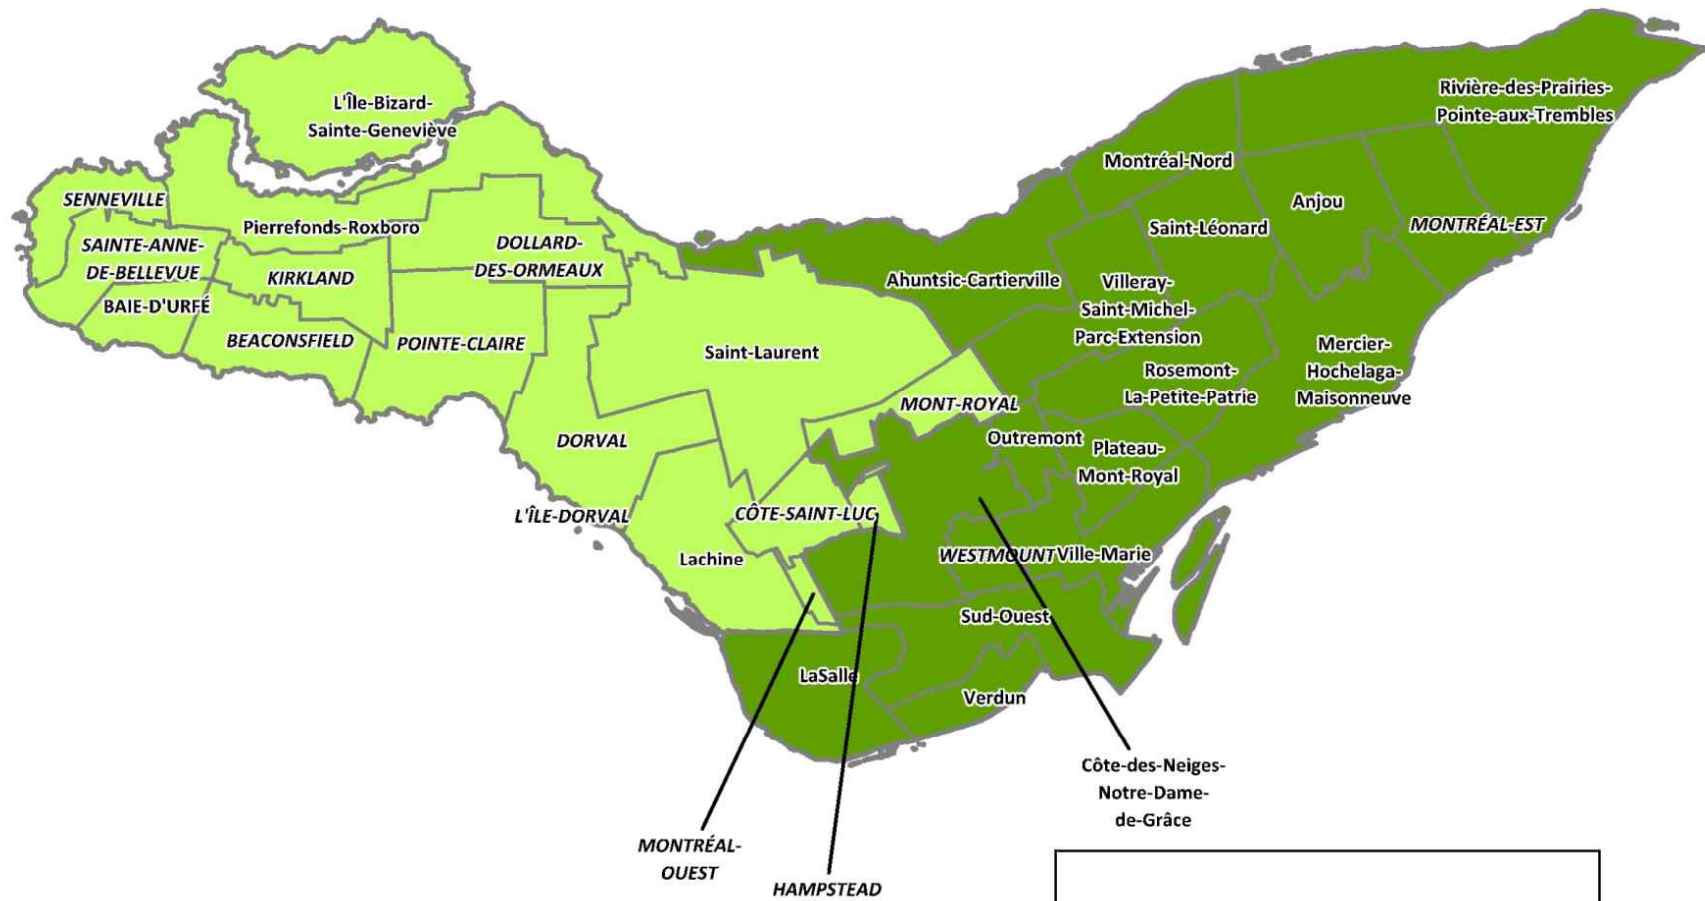 L'Île-Bizard-
Sainte-Geneviève
SENNEVILLE
Pierrefonds-Roxboro
SAINTE-ANNE-
DE-BELLEVUE
KIRKLAND
DOLLARD-
DES-ORMEAUX
BAIE-D'URFÉ
BEACONSFIELD
POINTE-CLAIRE
Saint-Laurent
DORVAL
L'ÎLE-DORVAL
Lachine
CÔTE-SAINT-LUC
MONT-ROYAL
Ahuntsic-Cartierville
Montréal-Nord
Rivière-des-Prairies-
Pointe-aux-Trembles
Saint-Léonard
Anjou
MONTRÉAL-EST
Villeray-
Saint-Michel-
Parc-Extension
Rosemont-
La-Petite-Patrie
Mercier-
Hochelaga-
Maisonneuve
Outremont
Plateau-
Mont-Royal
WESTMOUNT
Ville-Marie
Sud-Ouest
LaSalle
Verdun
Côte-des-Neiges-
Notre-Dame-
de-Grâce
MONTRÉAL-
OUEST
HAMPSTEAD